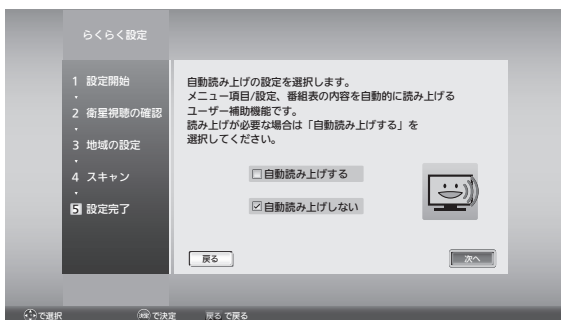 らくらく設定
1 設定開始
2 衛星視聴の確認
3 地域の設定
4 スキャン
5 設定完了
自動読み上げの設定を選択します。
メニュー項目/設定、番組表の内容を自動的に読み上げる
ユーザー補助機能です。
読み上げが必要な場合は「自動読み上げする」を
選択してください。
自動読み上げする
自動読み上げしない
戻る
次へ
で選択
で決定
戻る で戻る